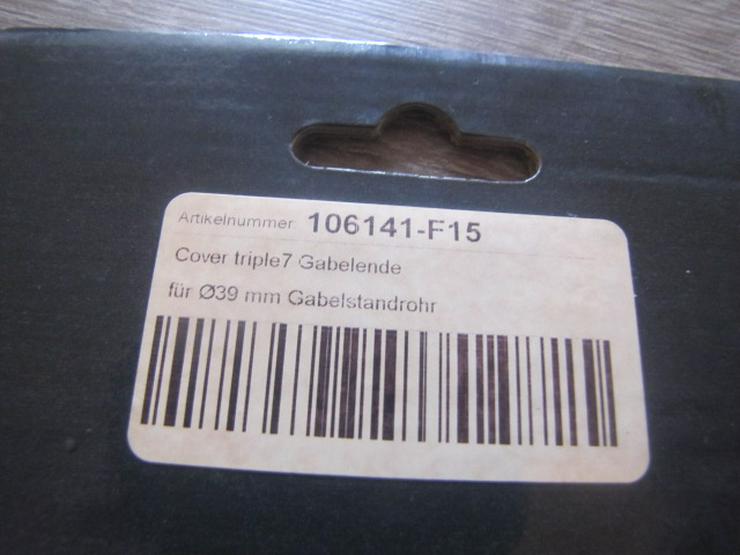 Artikelnummer 106141-F15
Cover triple7 Gabelende
für Ø39 mm Gabelstandrohr